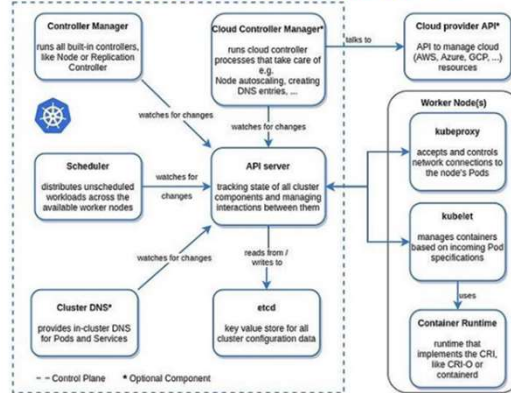 Controller Manager
runs all built-in controllers,
like Node or Replication
Controller
Cloud Controller Manager*
runs cloud controller
processes that take care of
e.g.
Node autoscaling, creating
DNS entries, ...
talks to
Cloud provider API*
API to manage cloud
(AWS, Azure, GCP, ...)
resources
watches for changes
watches for changes
Worker Node(s)
kubeproxy
accepts and controls
network connections to
the node's Pods
Scheduler
distributes unscheduled
workloads across the
available worker nodes
watches for
changes
API server
tracking state of all cluster
components and managing
interactions between them
kubelet
manages containers
based on incoming Pod
specifications
watches for changes
reads from /
writes to
uses
Cluster DNS*
provides in-cluster DNS
for Pods and Services
etcd
key value store for all
cluster configuration data
Container Runtime
runtime that
implements the CRI,
like CRI-O or
containerd
-- Control Plane
* Optional Component